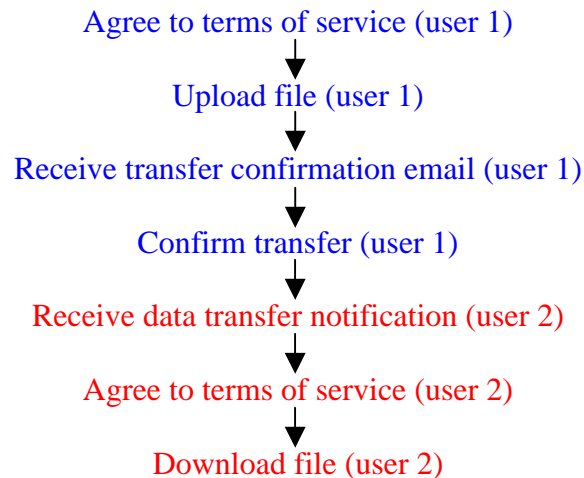 Agree to terms of service (user 1)
Upload file (user 1)
Receive transfer confirmation email (user 1)
Confirm transfer (user 1)
Receive data transfer notification (user 2)
Agree to terms of service (user 2)
Download file (user 2)